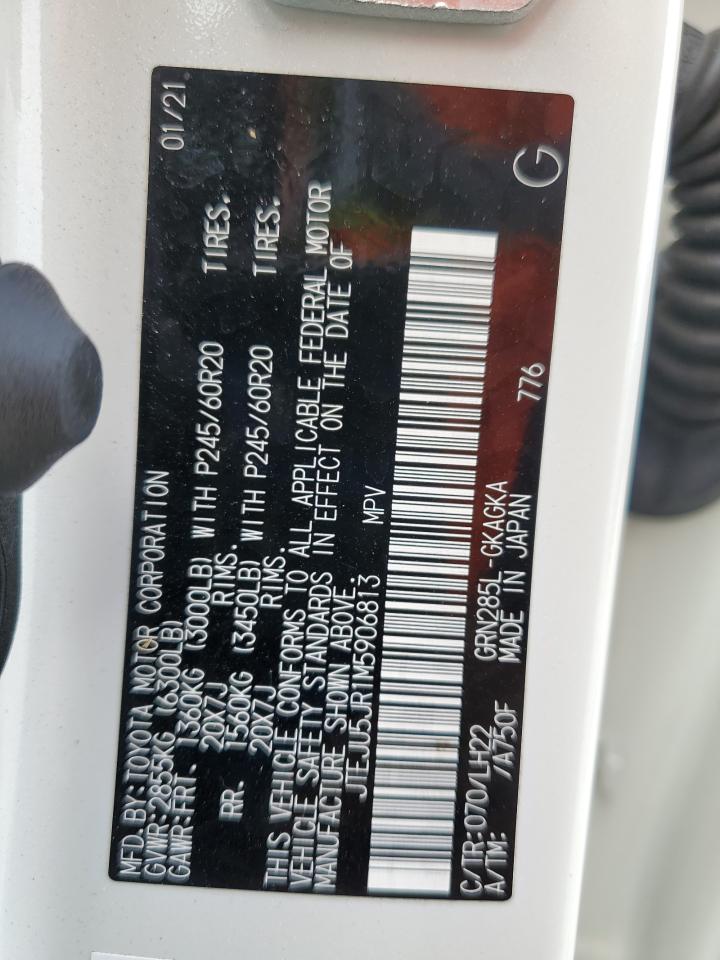 MFD.BY:TOYOTA MOTOR CORPORATION 01/21
GVWR:2855KG (6300LB)
GAWR:FRT. 1360KG (3000LB) WITH P245/60R20 TIRES.
20X7J RIMS.
RR. 1560KG (3450LB) WITH P245/60R20 TIRES.
20X7J RIMS.
THIS VEHICLE CONFORMS TO ALL APPLICABLE FEDERAL MOTOR
VEHICLE SAFETY STANDARDS IN EFFECT ON THE DATE OF
MANUFACTURE SHOWN ABOVE.
JTEJU5JR1M5906813 MPV
C/TR:070/LH22 GRN285L-GKAGKA 776 G
A/TM: /A750F MADE IN JAPAN